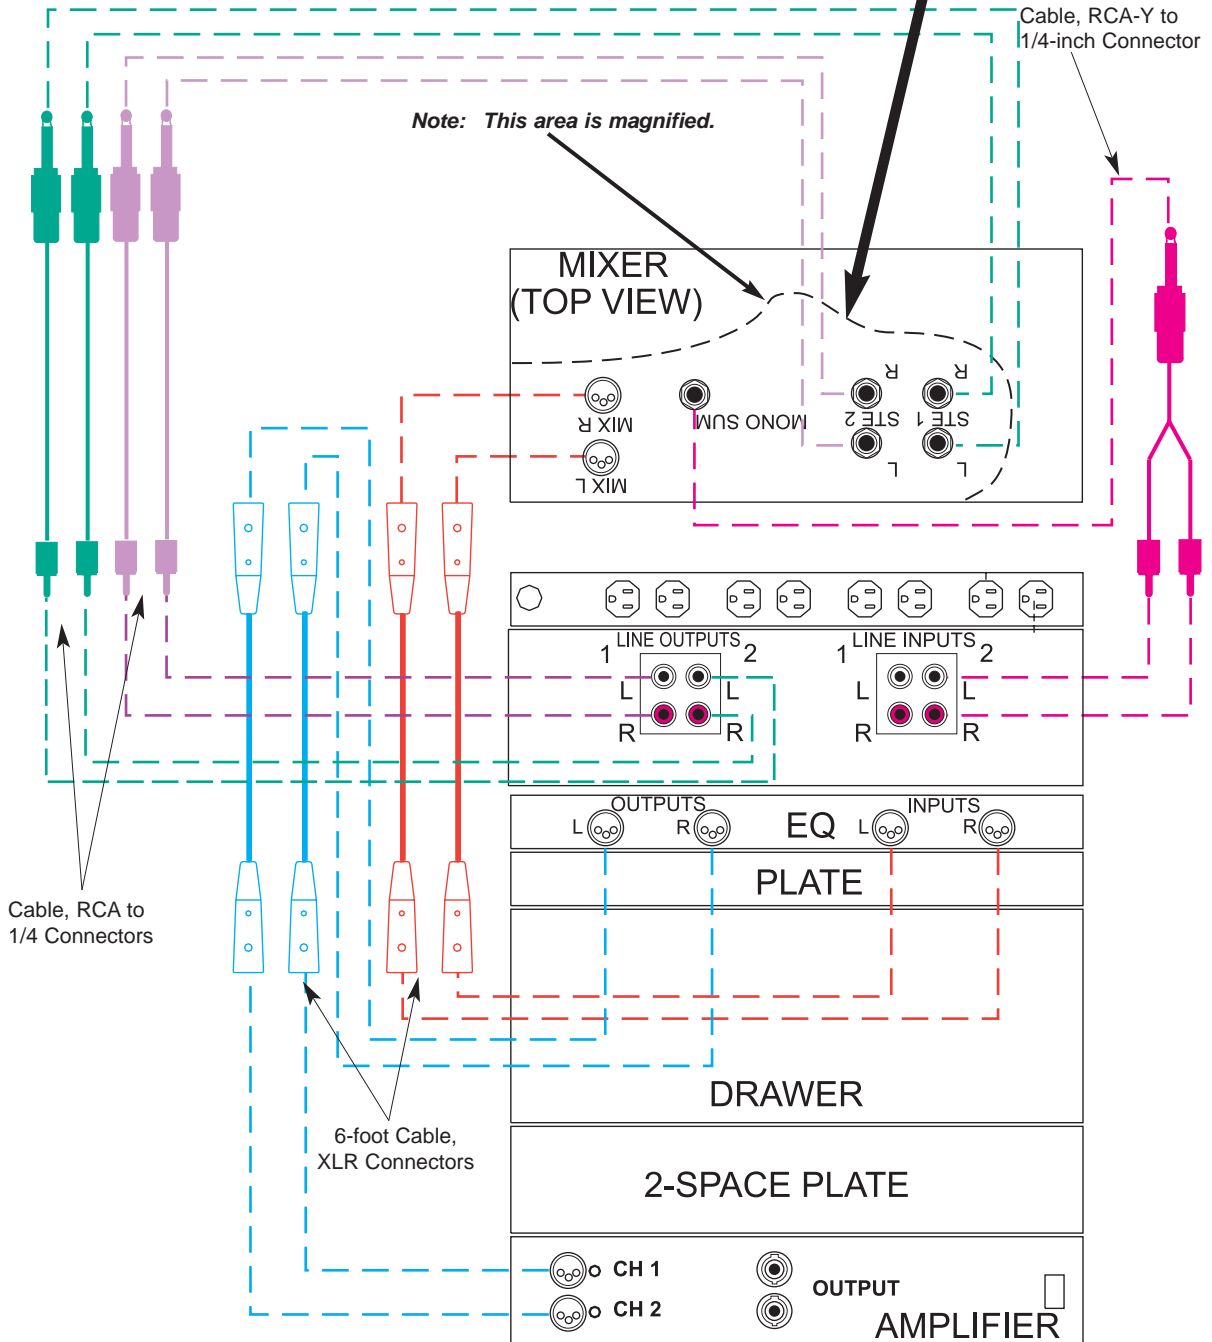 Cable, RCA-Y to
1/4-inch Connector
Note: This area is magnified.
MIXER
(TOP VIEW)
R
R
MIX R
MONO SUM
STE 2
STE 1
L
L
MIX L
LINE OUTPUTS
1
2
L
L
R
R
LINE INPUTS
1
2
L
L
R
R
OUTPUTS
L
R
EQ
INPUTS
L
R
PLATE
Cable, RCA to
1/4 Connectors
DRAWER
6-foot Cable,
XLR Connectors
2-SPACE PLATE
CH 1
OUTPUT
CH 2
AMPLIFIER